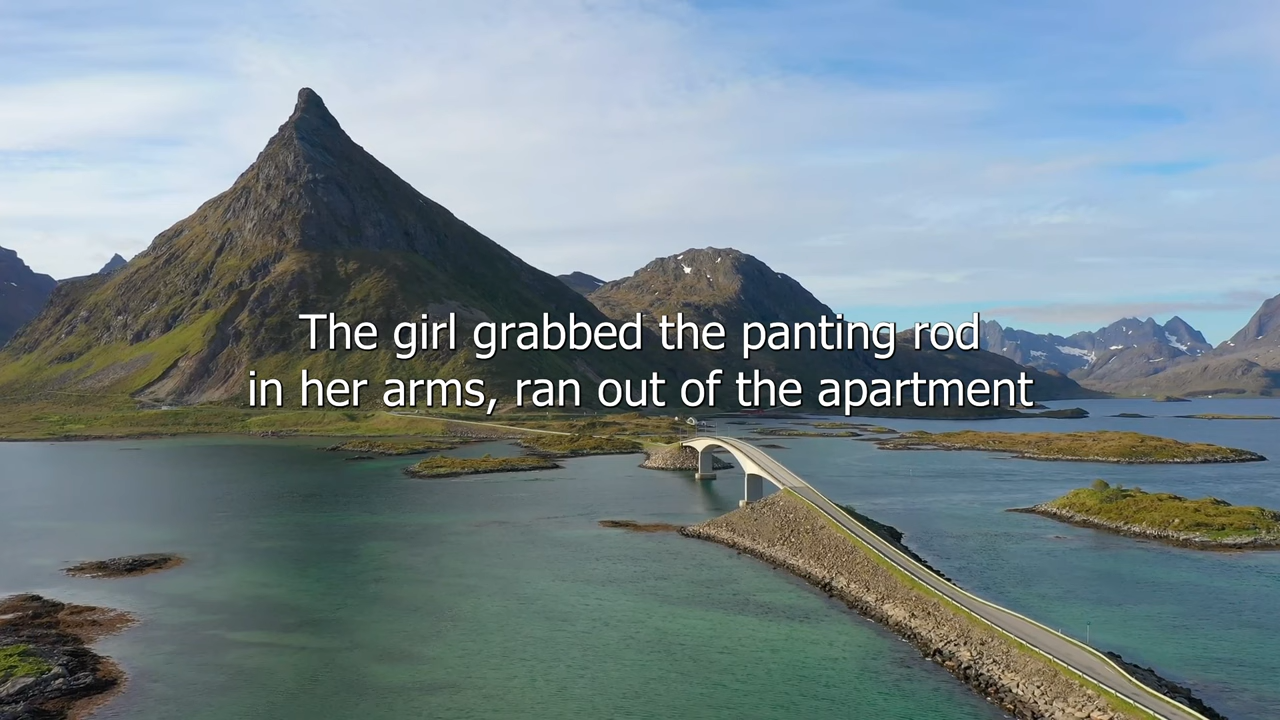 The girl grabbed the panting rod
in her arms, ran out of the apartment